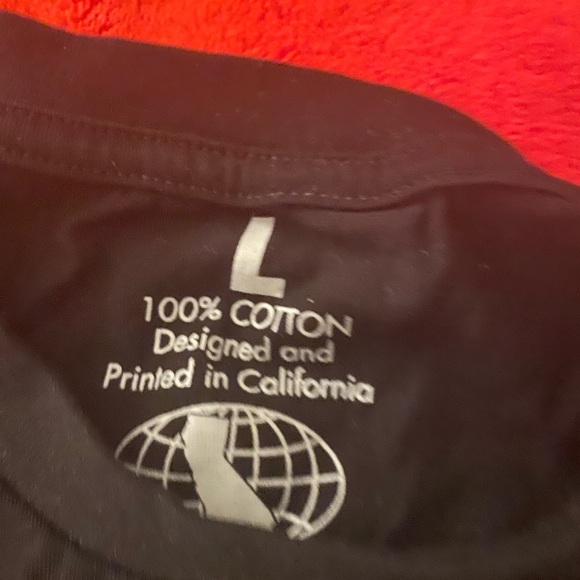 L
100% COTTON
Designed and
Printed in California